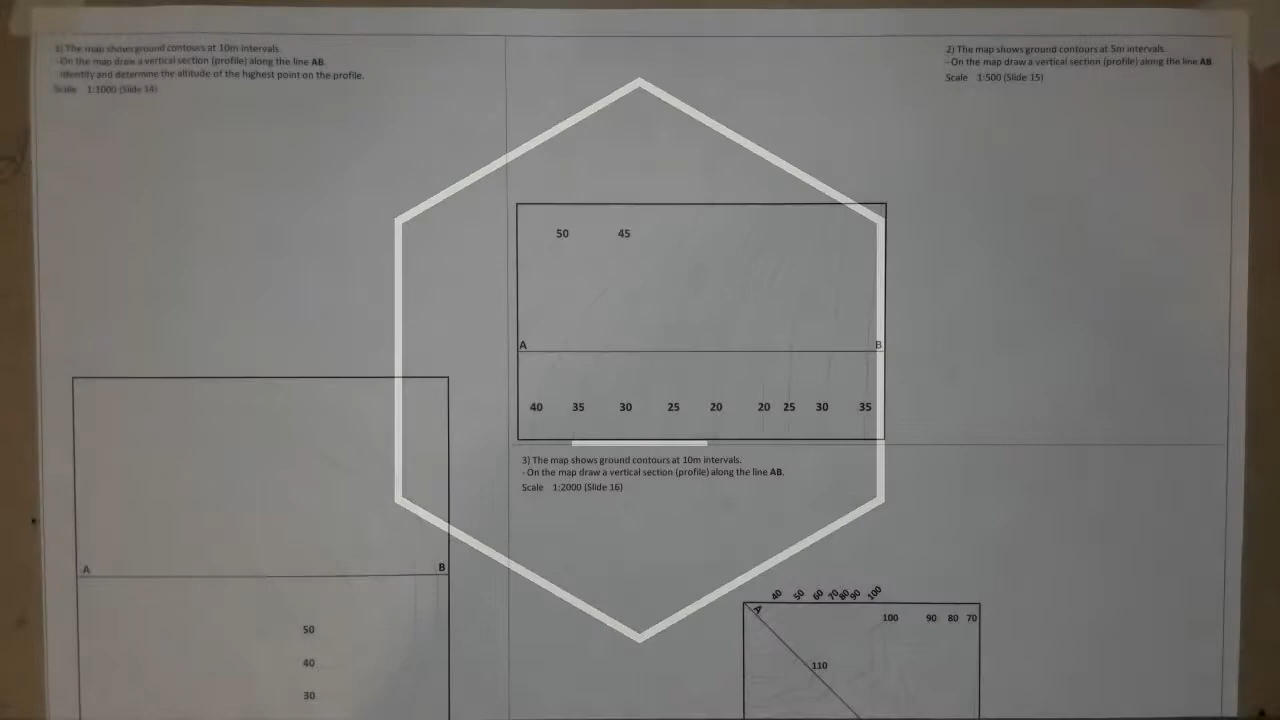 1) The map shows ground contours at 10m intervals.
-On the map draw a vertical section (profile) along the line AB.
Identify and determine the altitude of the highest point on the profile.
Scale 1:1000 (Slide 14)
2) The map shows ground contours at 5m intervals.
-On the map draw a vertical section (profile) along the line AB.
Scale 1:500 (Slide 15)
50 45
A B
40 35 30 25 20 20 25 30 35
3) The map shows ground contours at 10m intervals.
-On the map draw a vertical section (profile) along the line AB.
Scale 1:2000 (Slide 16)
A B
50
40
30
40 50 60 70 80 90 100
A
100 90 80 70
110